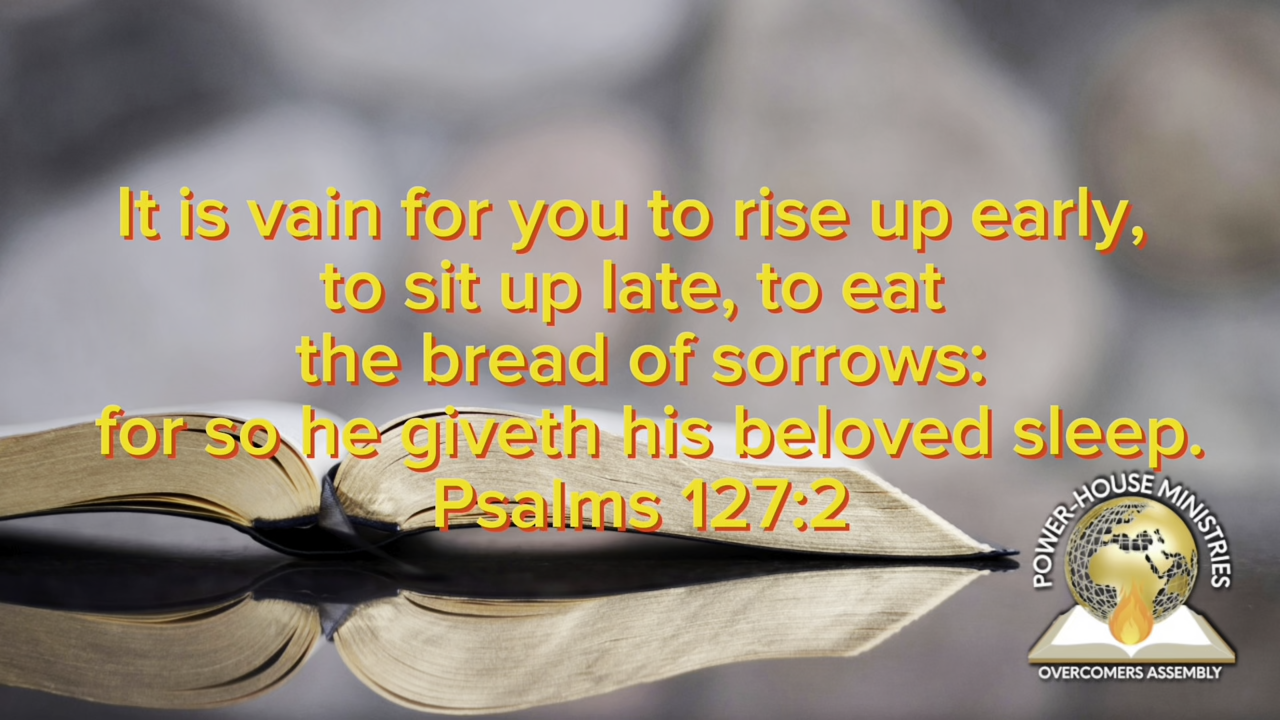 It is vain for you to rise up early,
to sit up late, to eat
the bread of sorrows:
for so he giveth his beloved sleep.
Psalms 127:2
POWER-HOUSE MINISTRIES
OVERCOMERS ASSEMBLY